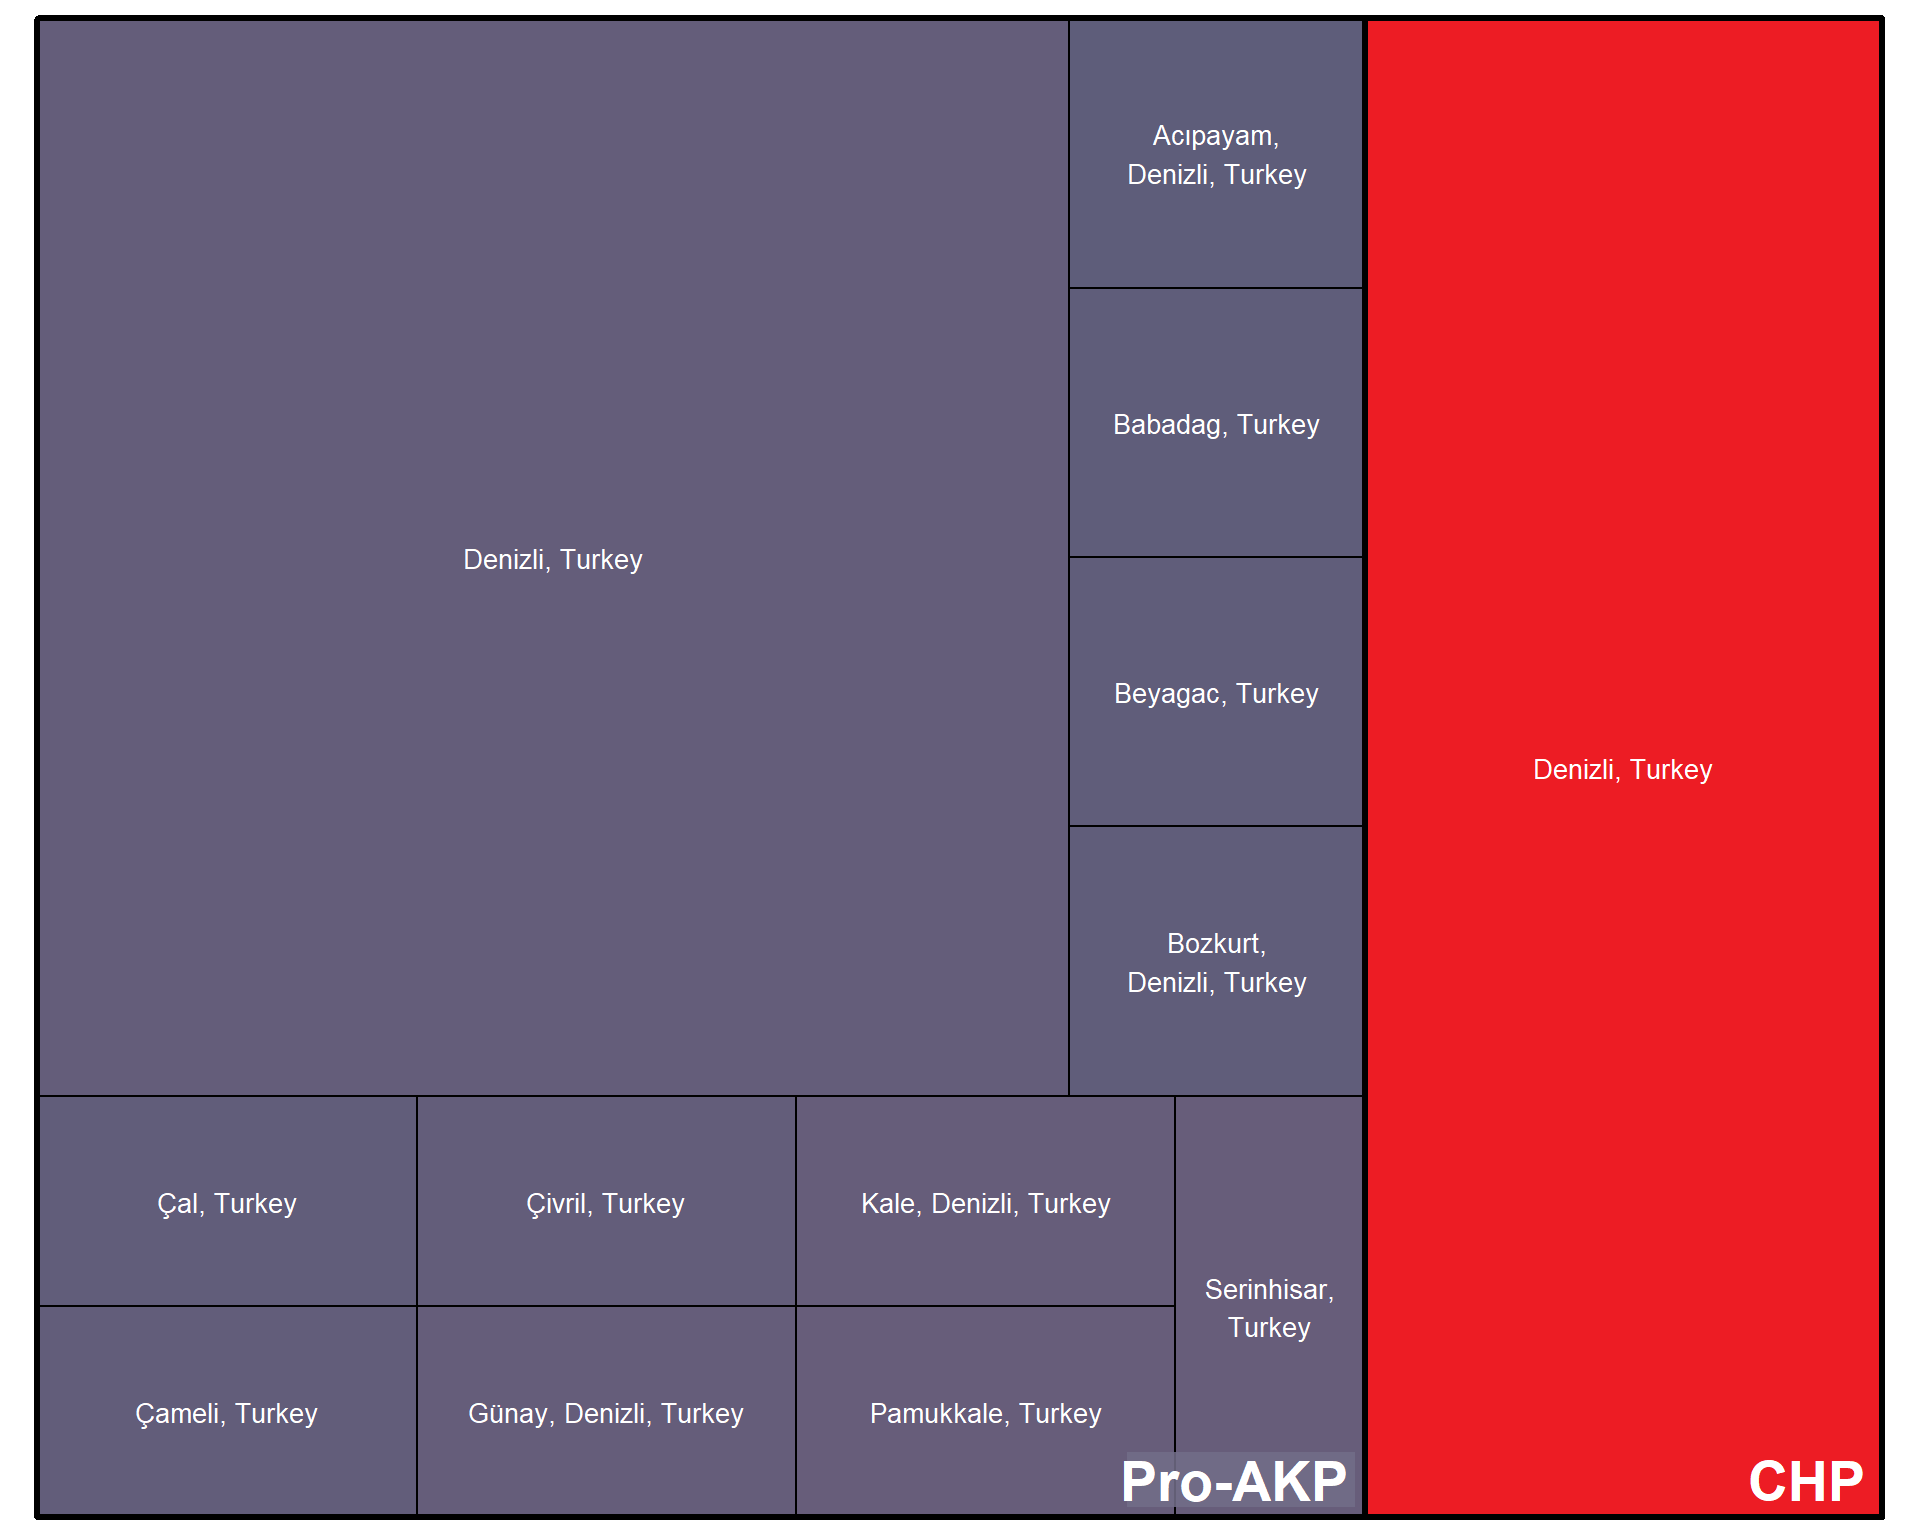 Denizli, Turkey
Acıpayam,
Denizli, Turkey
Babadag, Turkey
Beyagac, Turkey
Bozkurt,
Denizli, Turkey
Çal, Turkey
Çivril, Turkey
Kale, Denizli, Turkey
Serinhisar,
Turkey
Çameli, Turkey
Günay, Denizli, Turkey
Pamukkale, Turkey
Pro-AKP
Denizli, Turkey
CHP